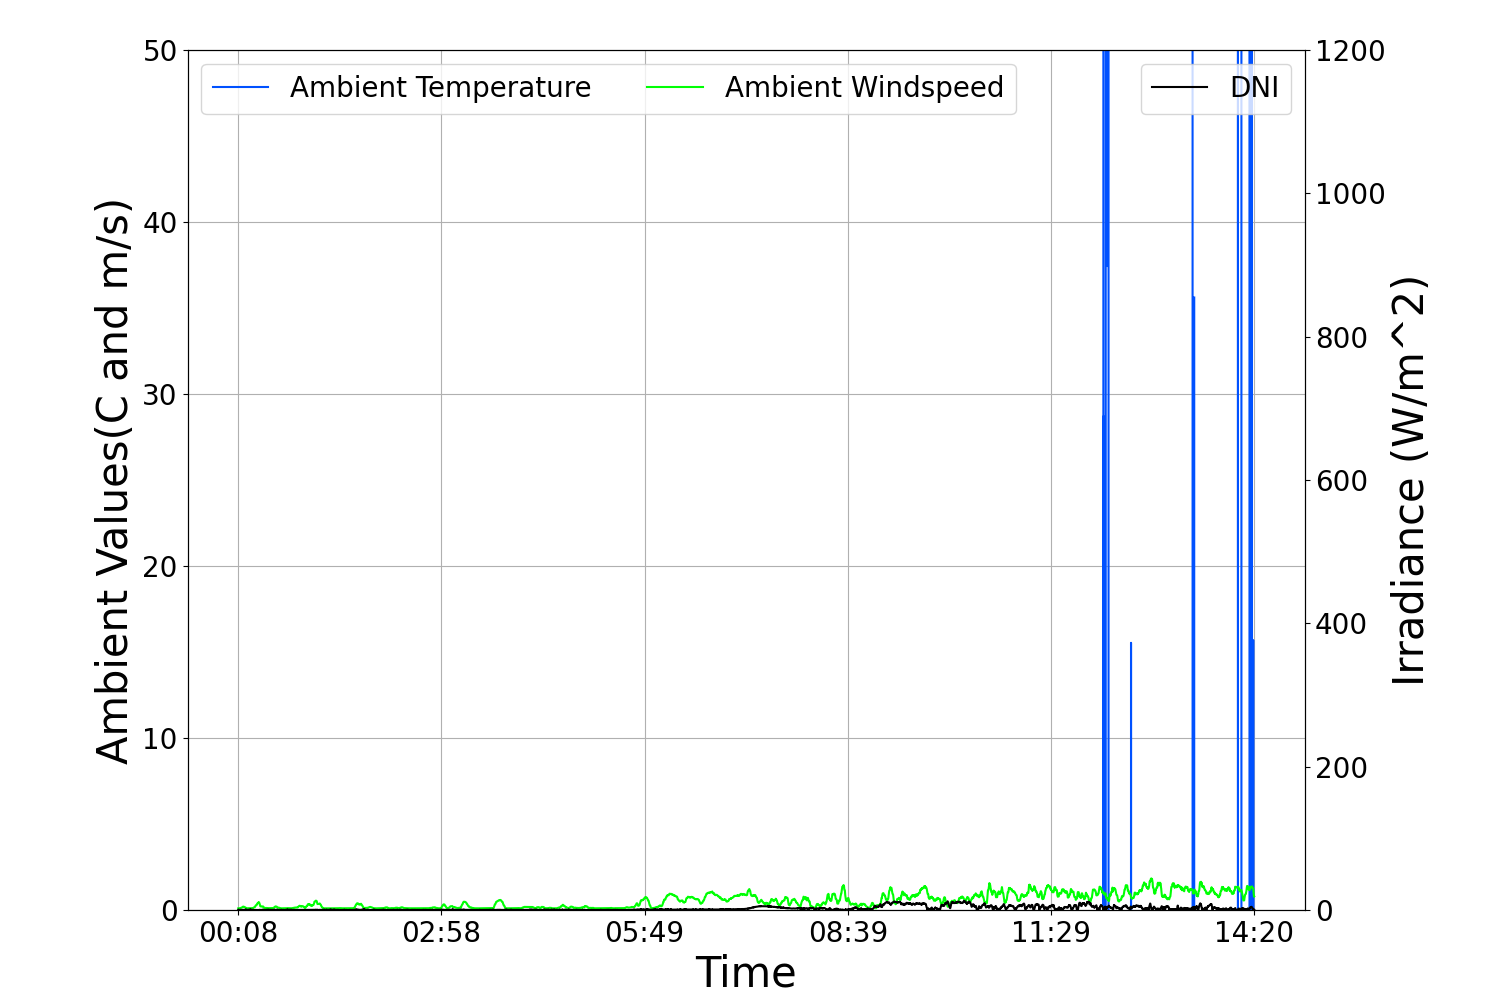 Ambient Temperature
Ambient Windspeed
DNI
Ambient Values(C and m/s)
50
40
30
20
10
0
1200
1000
800
600
400
200
0
Irradiance (W/m^2)
00:08 02:58 05:49 08:39 11:29 14:20
Time